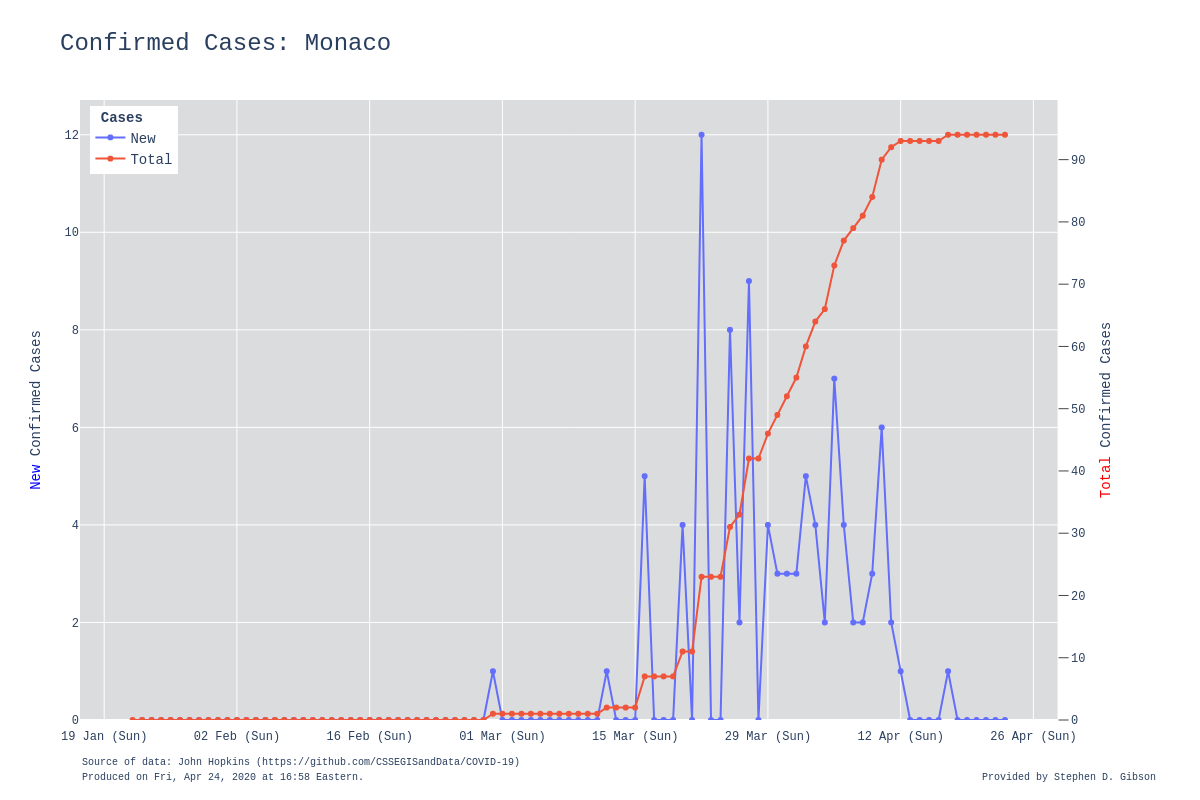 Confirmed Cases: Monaco
Cases
New
Total
12
10
8
6
4
2
0
New Confirmed Cases
90
80
70
60
50
40
30
20
10
0
Total Confirmed Cases
19 Jan (Sun)
02 Feb (Sun)
16 Feb (Sun)
01 Mar (Sun)
15 Mar (Sun)
29 Mar (Sun)
12 Apr (Sun)
26 Apr (Sun)
Source of data: John Hopkins (https://github.com/CSSEGISandData/COVID-19)
Produced on Fri, Apr 24, 2020 at 16:58 Eastern.
Provided by Stephen D. Gibson